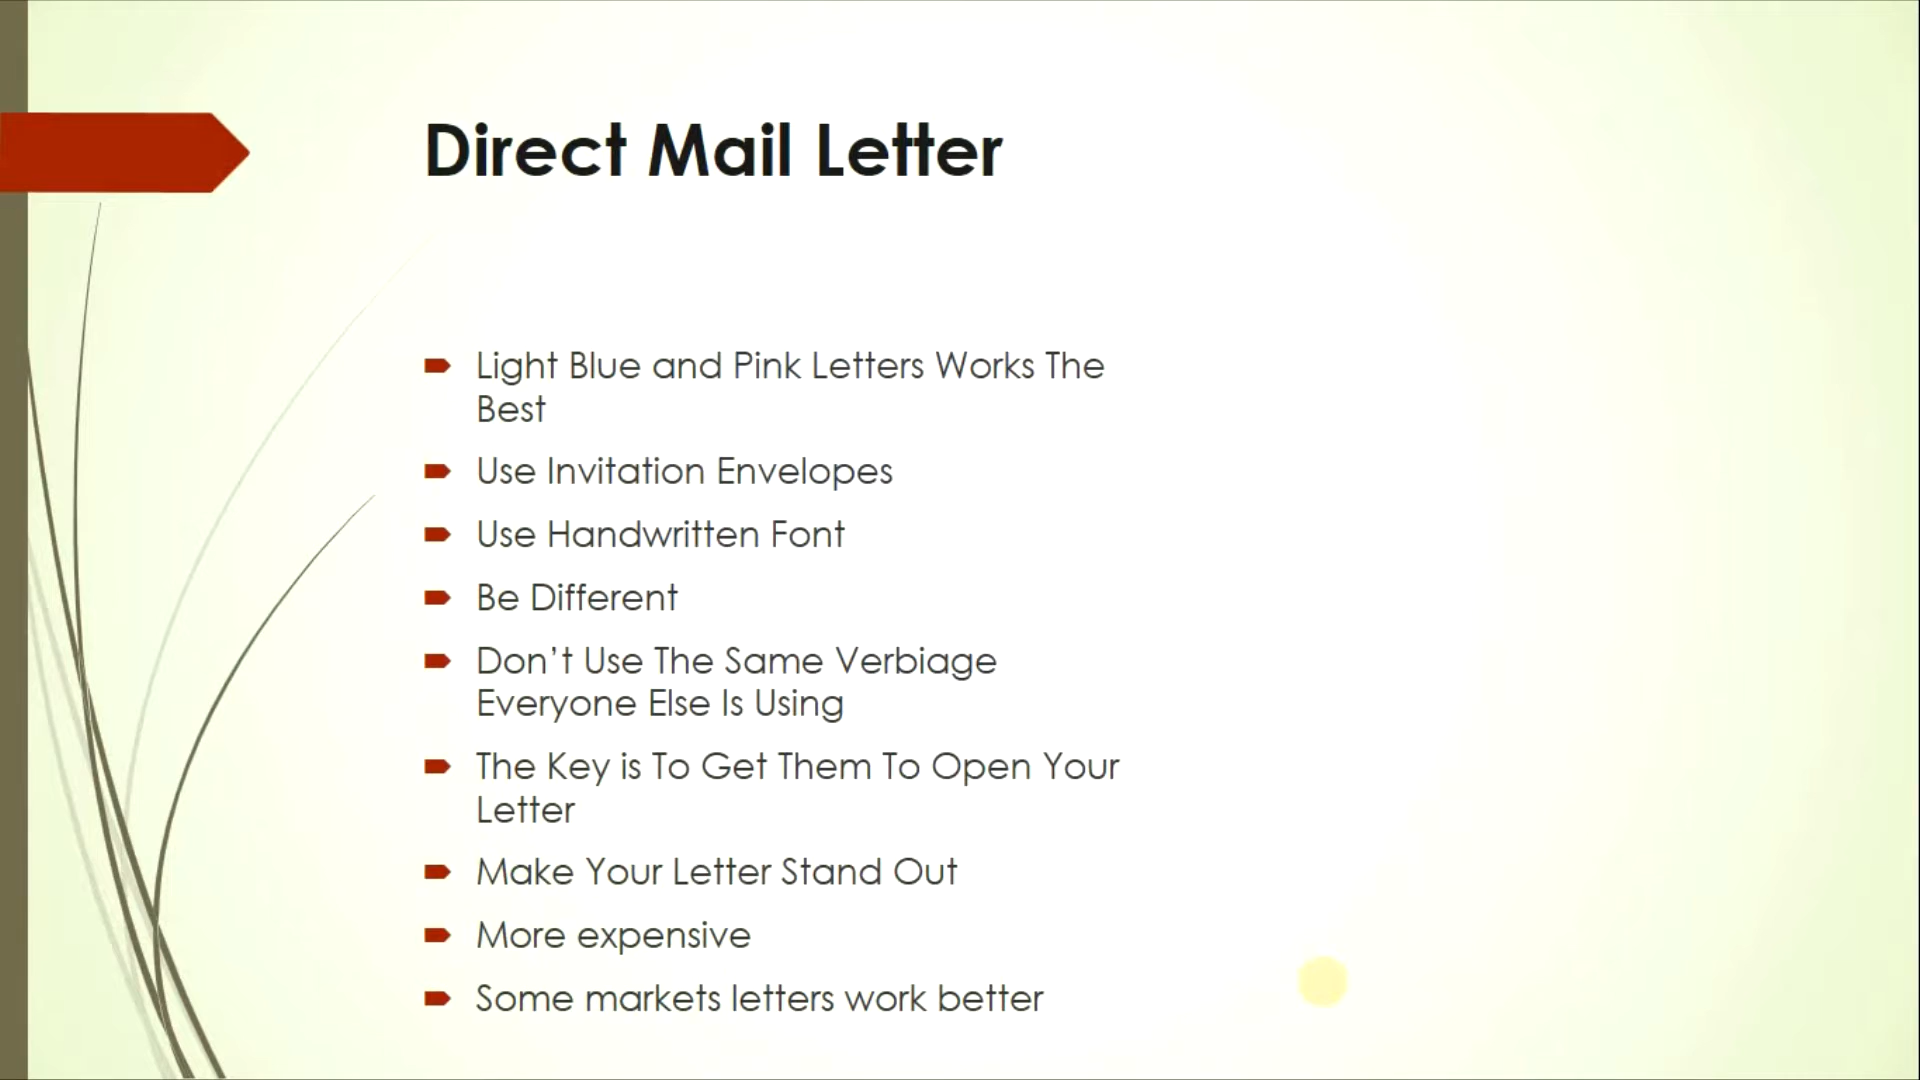 Direct Mail Letter
Light Blue and Pink Letters Works The
Best
Use Invitation Envelopes
Use Handwritten Font
Be Different
Don’t Use The Same Verbiage
Everyone Else Is Using
The Key is To Get Them To Open Your
Letter
Make Your Letter Stand Out
More expensive
Some markets letters work better